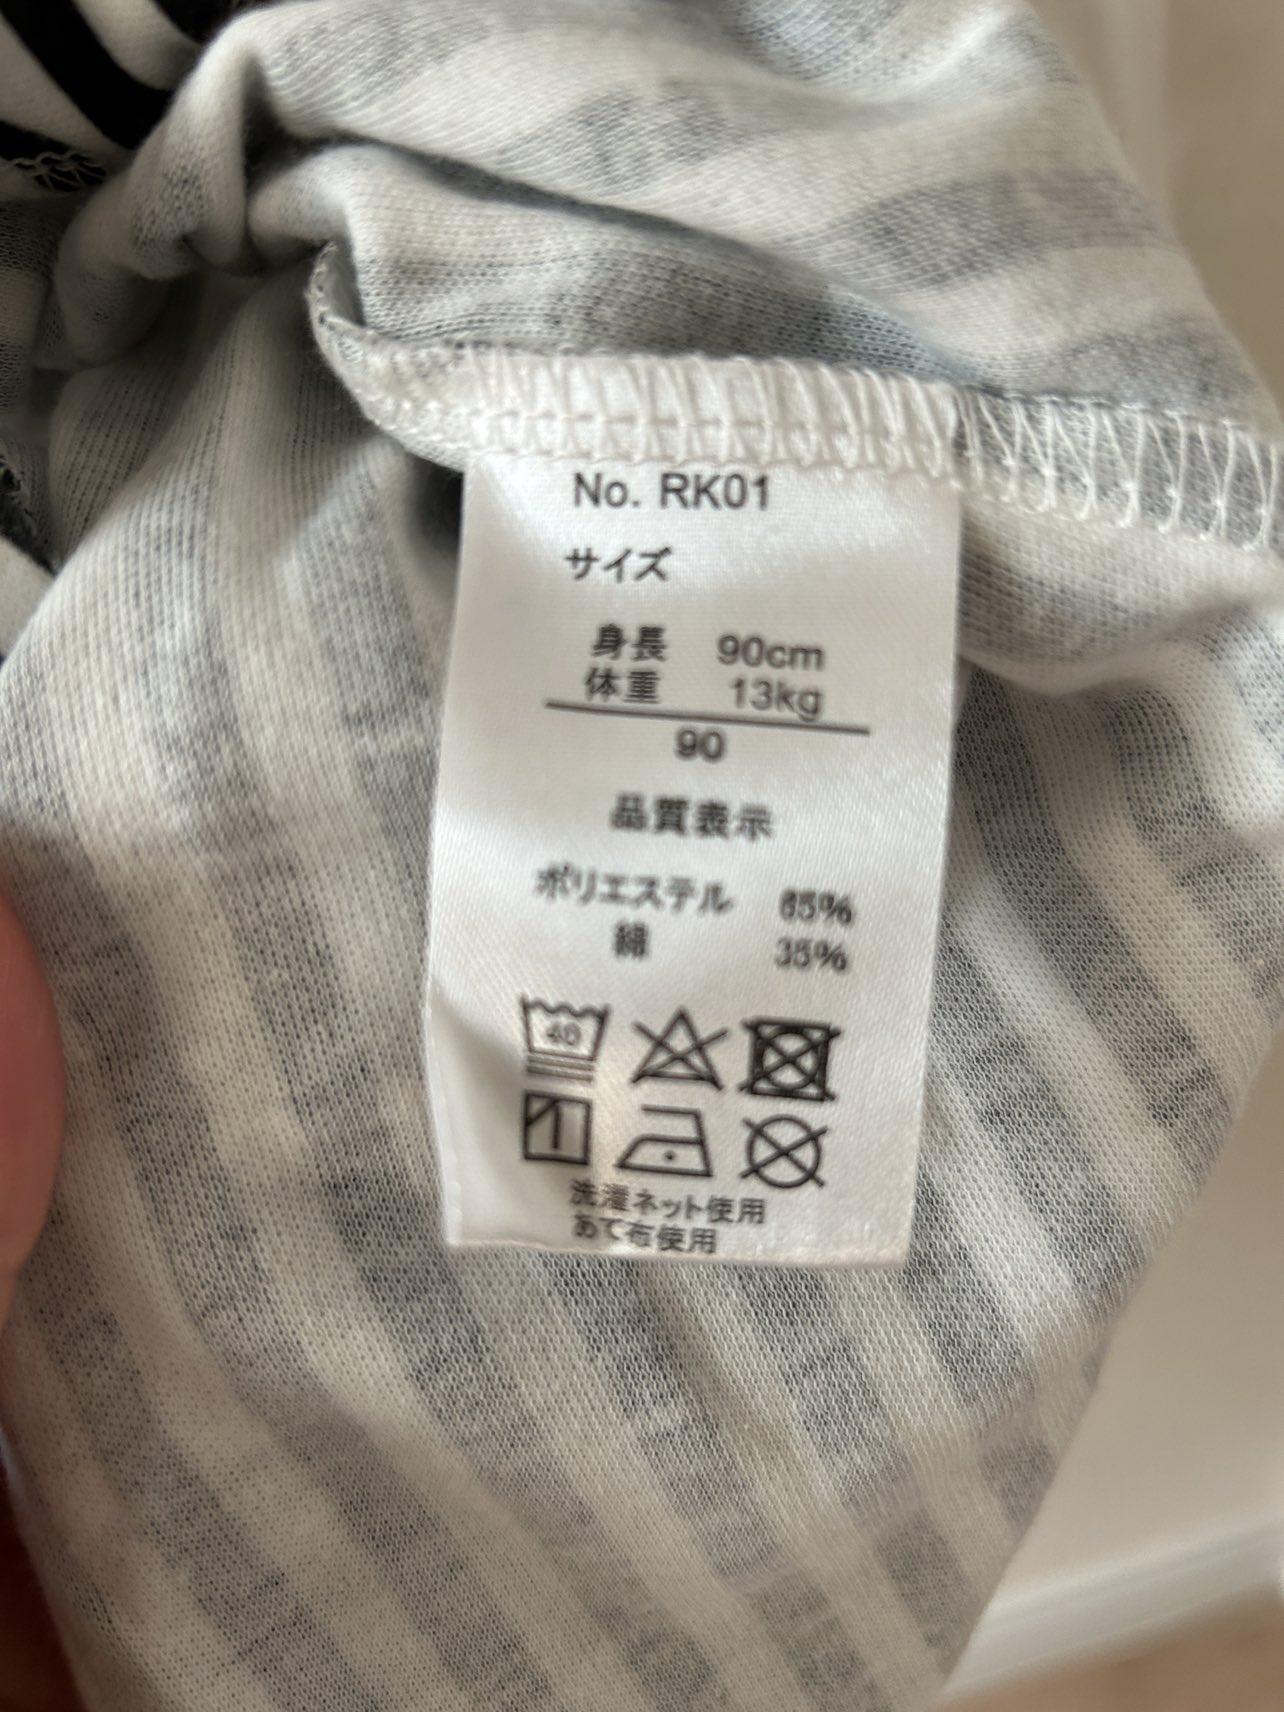 No. RK01
サイズ
身長 90cm
体重 13kg
90
品質表示
ポリエステル 65%
綿 35%
40
洗濯ネット使用
あて布使用